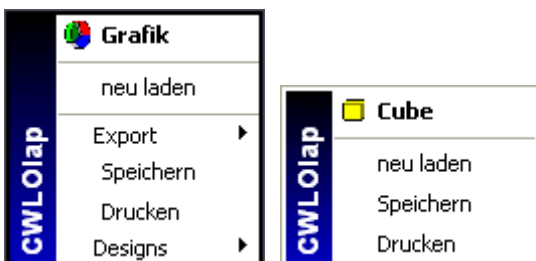 CWLOlap
Grafik
neu laden
Export
Speichern
Drucken
Designs
CWLOlap
Cube
neu laden
Speichern
Drucken